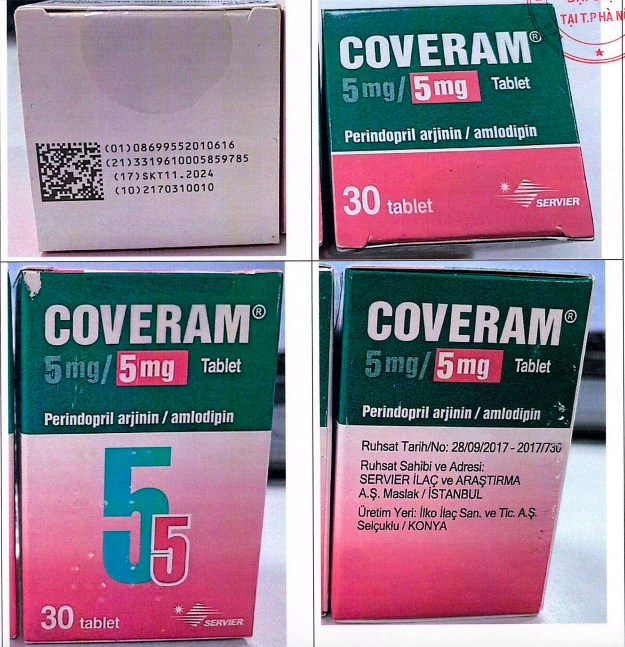 (01)08699552010616
(21)3319610005859785
(17)SKT11.2024
(10)2170310010
TẠI T.P HÀ
COVERAM®
5mg/5mg Tablet
Perindopril arjinin / amlodipin
30 tablet
SERVIER
COVERAM®
5mg/5mg Tablet
Perindopril arjinin / amlodipin
5
5
30 tablet
SERVIER
COVERAM®
5mg/5mg Tablet
Perindopril arjinin / amlodipin
Ruhsat Tarih/No: 28/09/2017 - 2017/730
Ruhsat Sahibi ve Adresi:
SERVIER İLAÇ ve ARAŞTIRMA
A.Ş. Maslak / İSTANBUL
Üretim Yeri: İlko İlaç San. ve Tic. A.Ş.
Selçuklu / KONYA